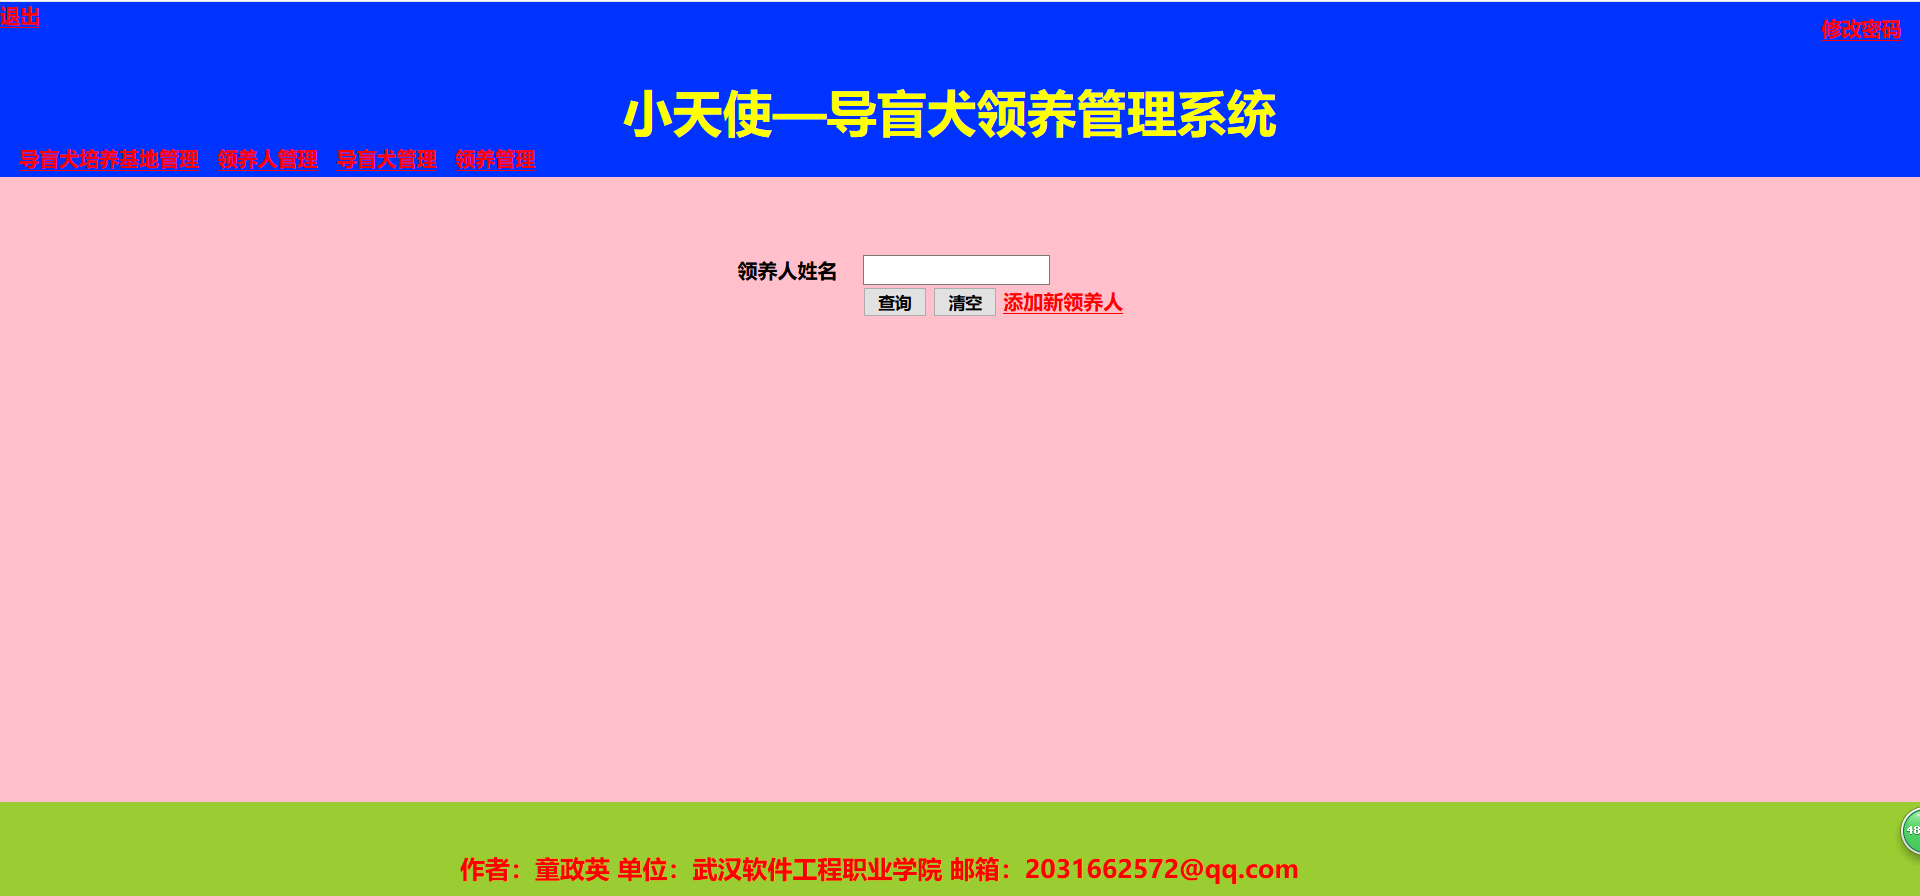 退出
修改密码
小天使—导盲犬领养管理系统
导盲犬培养基地管理 领养人管理 导盲犬管理 领养管理
领养人姓名
查询 清空 添加新领养人
48
作者：童政英 单位：武汉软件工程职业学院 邮箱：2031662572@qq.com